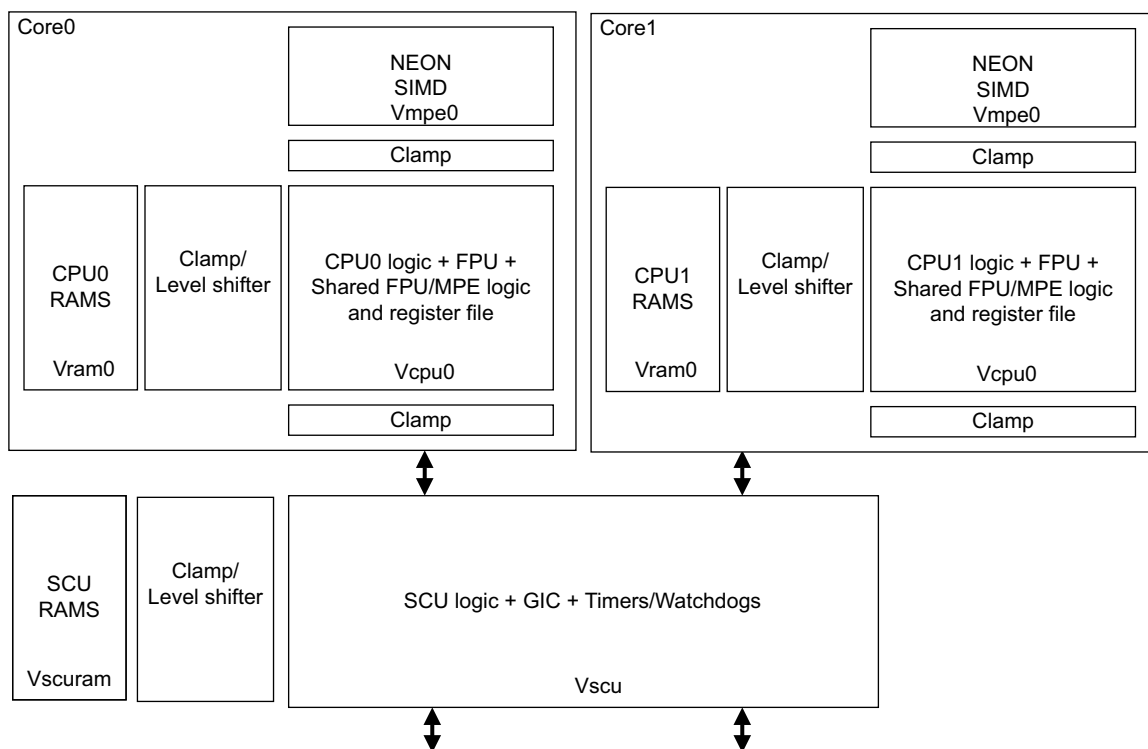 Core0
NEON
SIMD
Vmpe0
Clamp
CPU0
RAMS
Vram0
Clamp/
Level shifter
CPU0 logic + FPU +
Shared FPU/MPE logic
and register file
Vcpu0
Clamp
Core1
NEON
SIMD
Vmpe0
Clamp
CPU1
RAMS
Vram0
Clamp/
Level shifter
CPU1 logic + FPU +
Shared FPU/MPE logic
and register file
Vcpu0
Clamp
SCU
RAMS
Vscuram
Clamp/
Level shifter
SCU logic + GIC + Timers/Watchdogs
Vscu